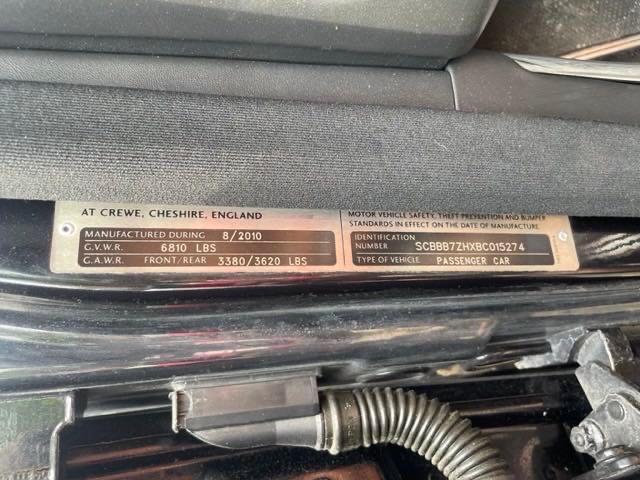 AT CREWE, CHESHIRE, ENGLAND
MANUFACTURED DURING 8/2010
G.V.W.R. 6810 LBS
G.A.W.R. FRONT/REAR 3380/3620 LBS
MOTOR VEHICLE SAFETY, THEFT PREVENTION AND BUMPER
STANDARDS IN EFFECT ON THE DATE OF MANUFACTURE.
IDENTIFICATION
NUMBER SCBBB7ZHXBC015274
TYPE OF VEHICLE PASSENGER CAR